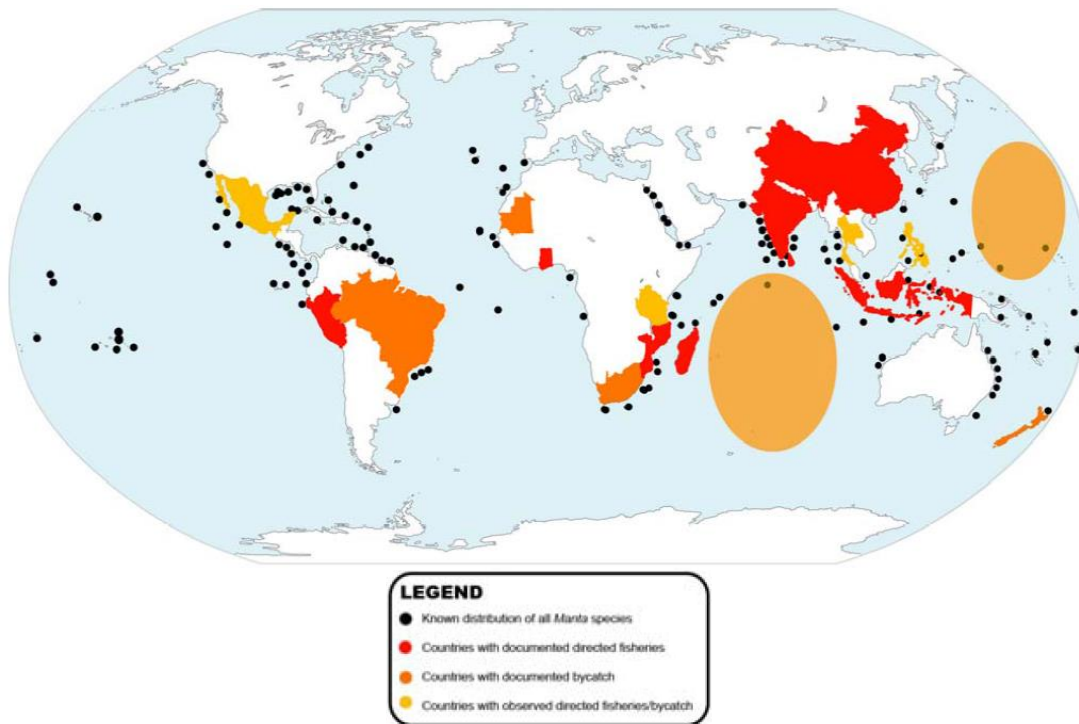 LEGEND
Known distribution of all Manta species
Countries with documented directed fisheries
Countries with documented bycatch
Countries with observed directed fisheries/bycatch